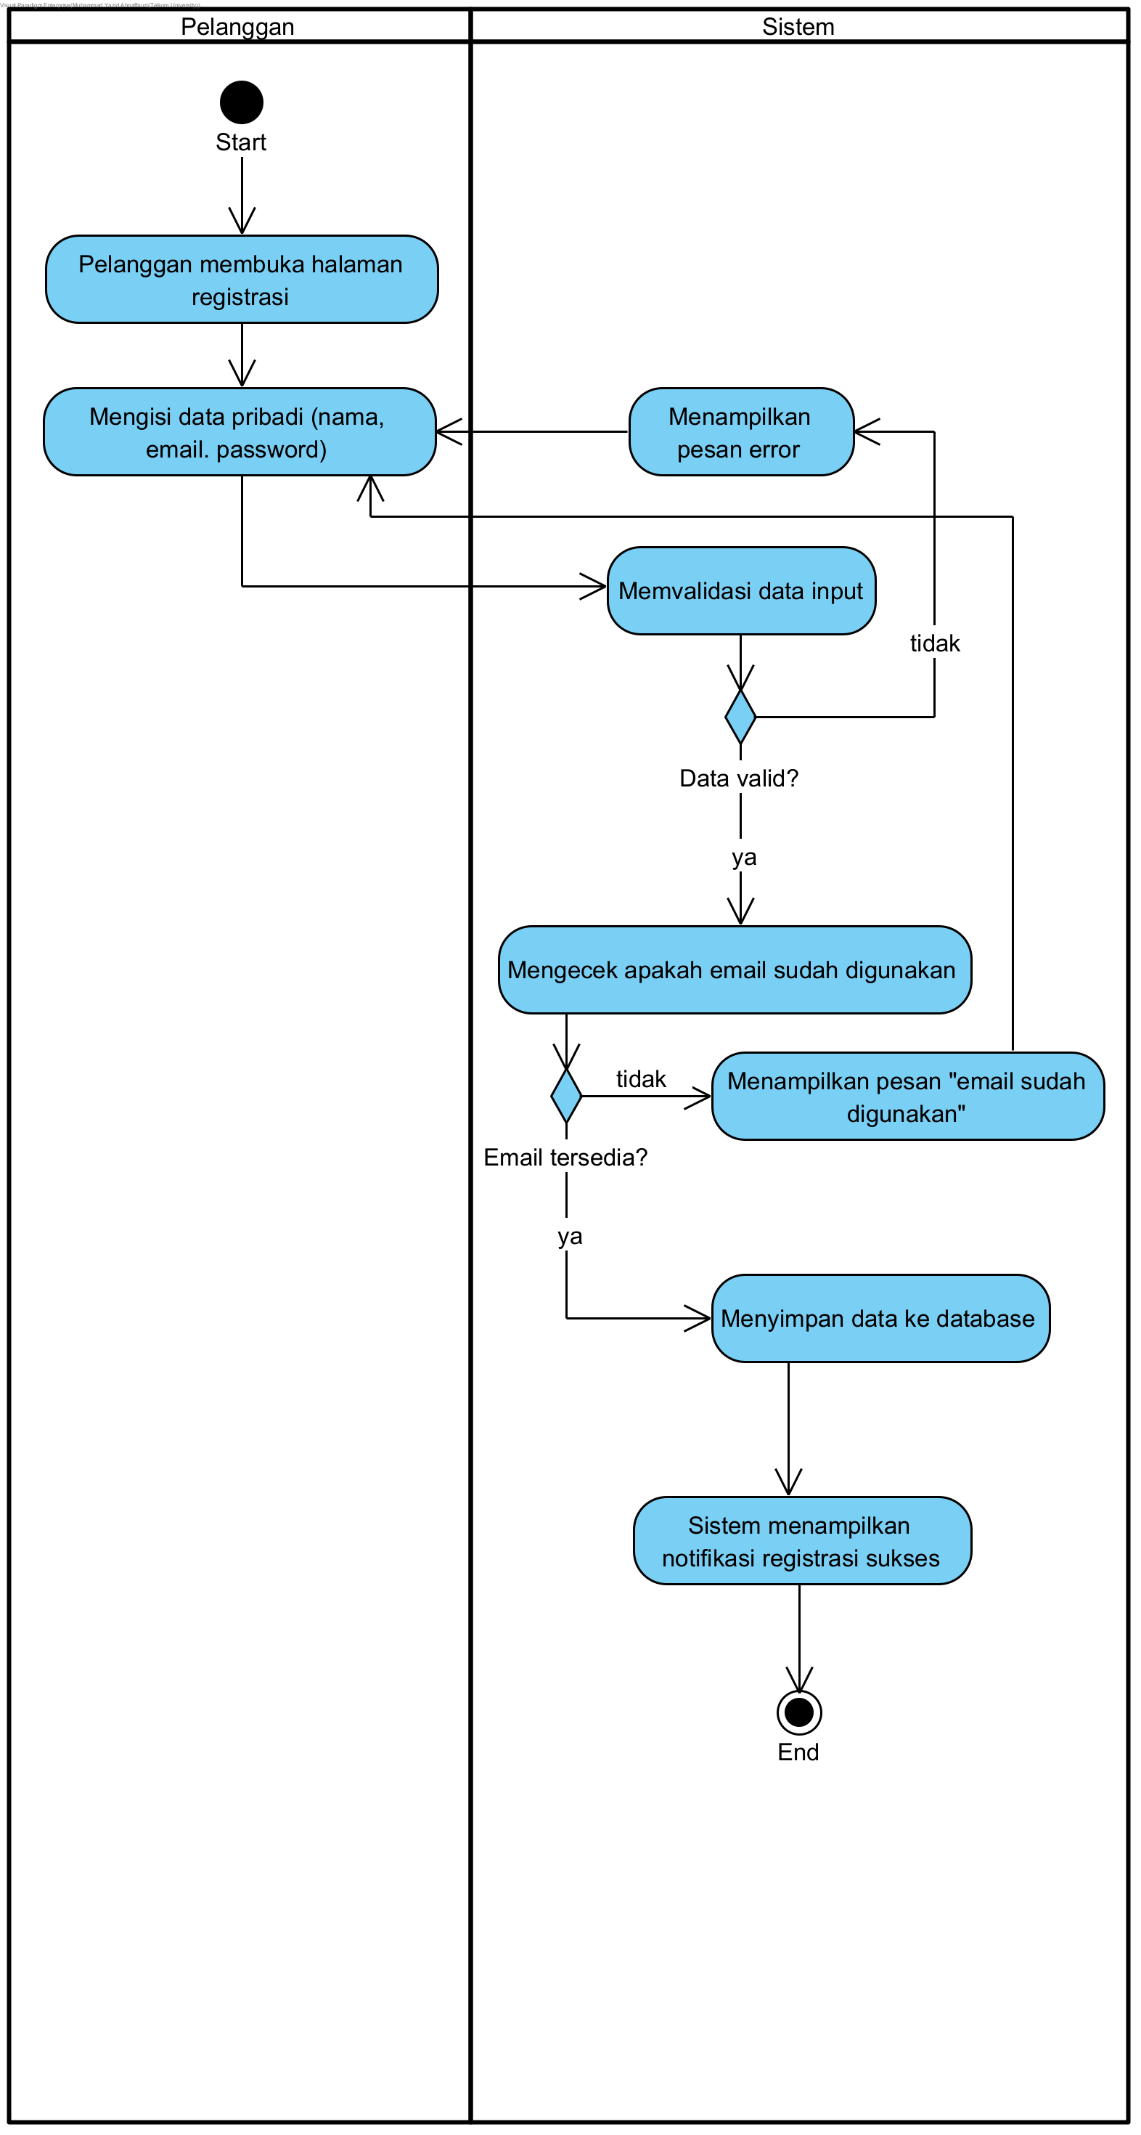 Pelanggan
Sistem
Start
Pelanggan membuka halaman
registrasi
Mengisi data pribadi (nama,
email. password)
Menampilkan
pesan error
Memvalidasi data input
tidak
Data valid?
ya
Mengecek apakah email sudah digunakan
tidak
Menampilkan pesan "email sudah
digunakan"
Email tersedia?
ya
Menyimpan data ke database
Sistem menampilkan
notifikasi registrasi sukses
End